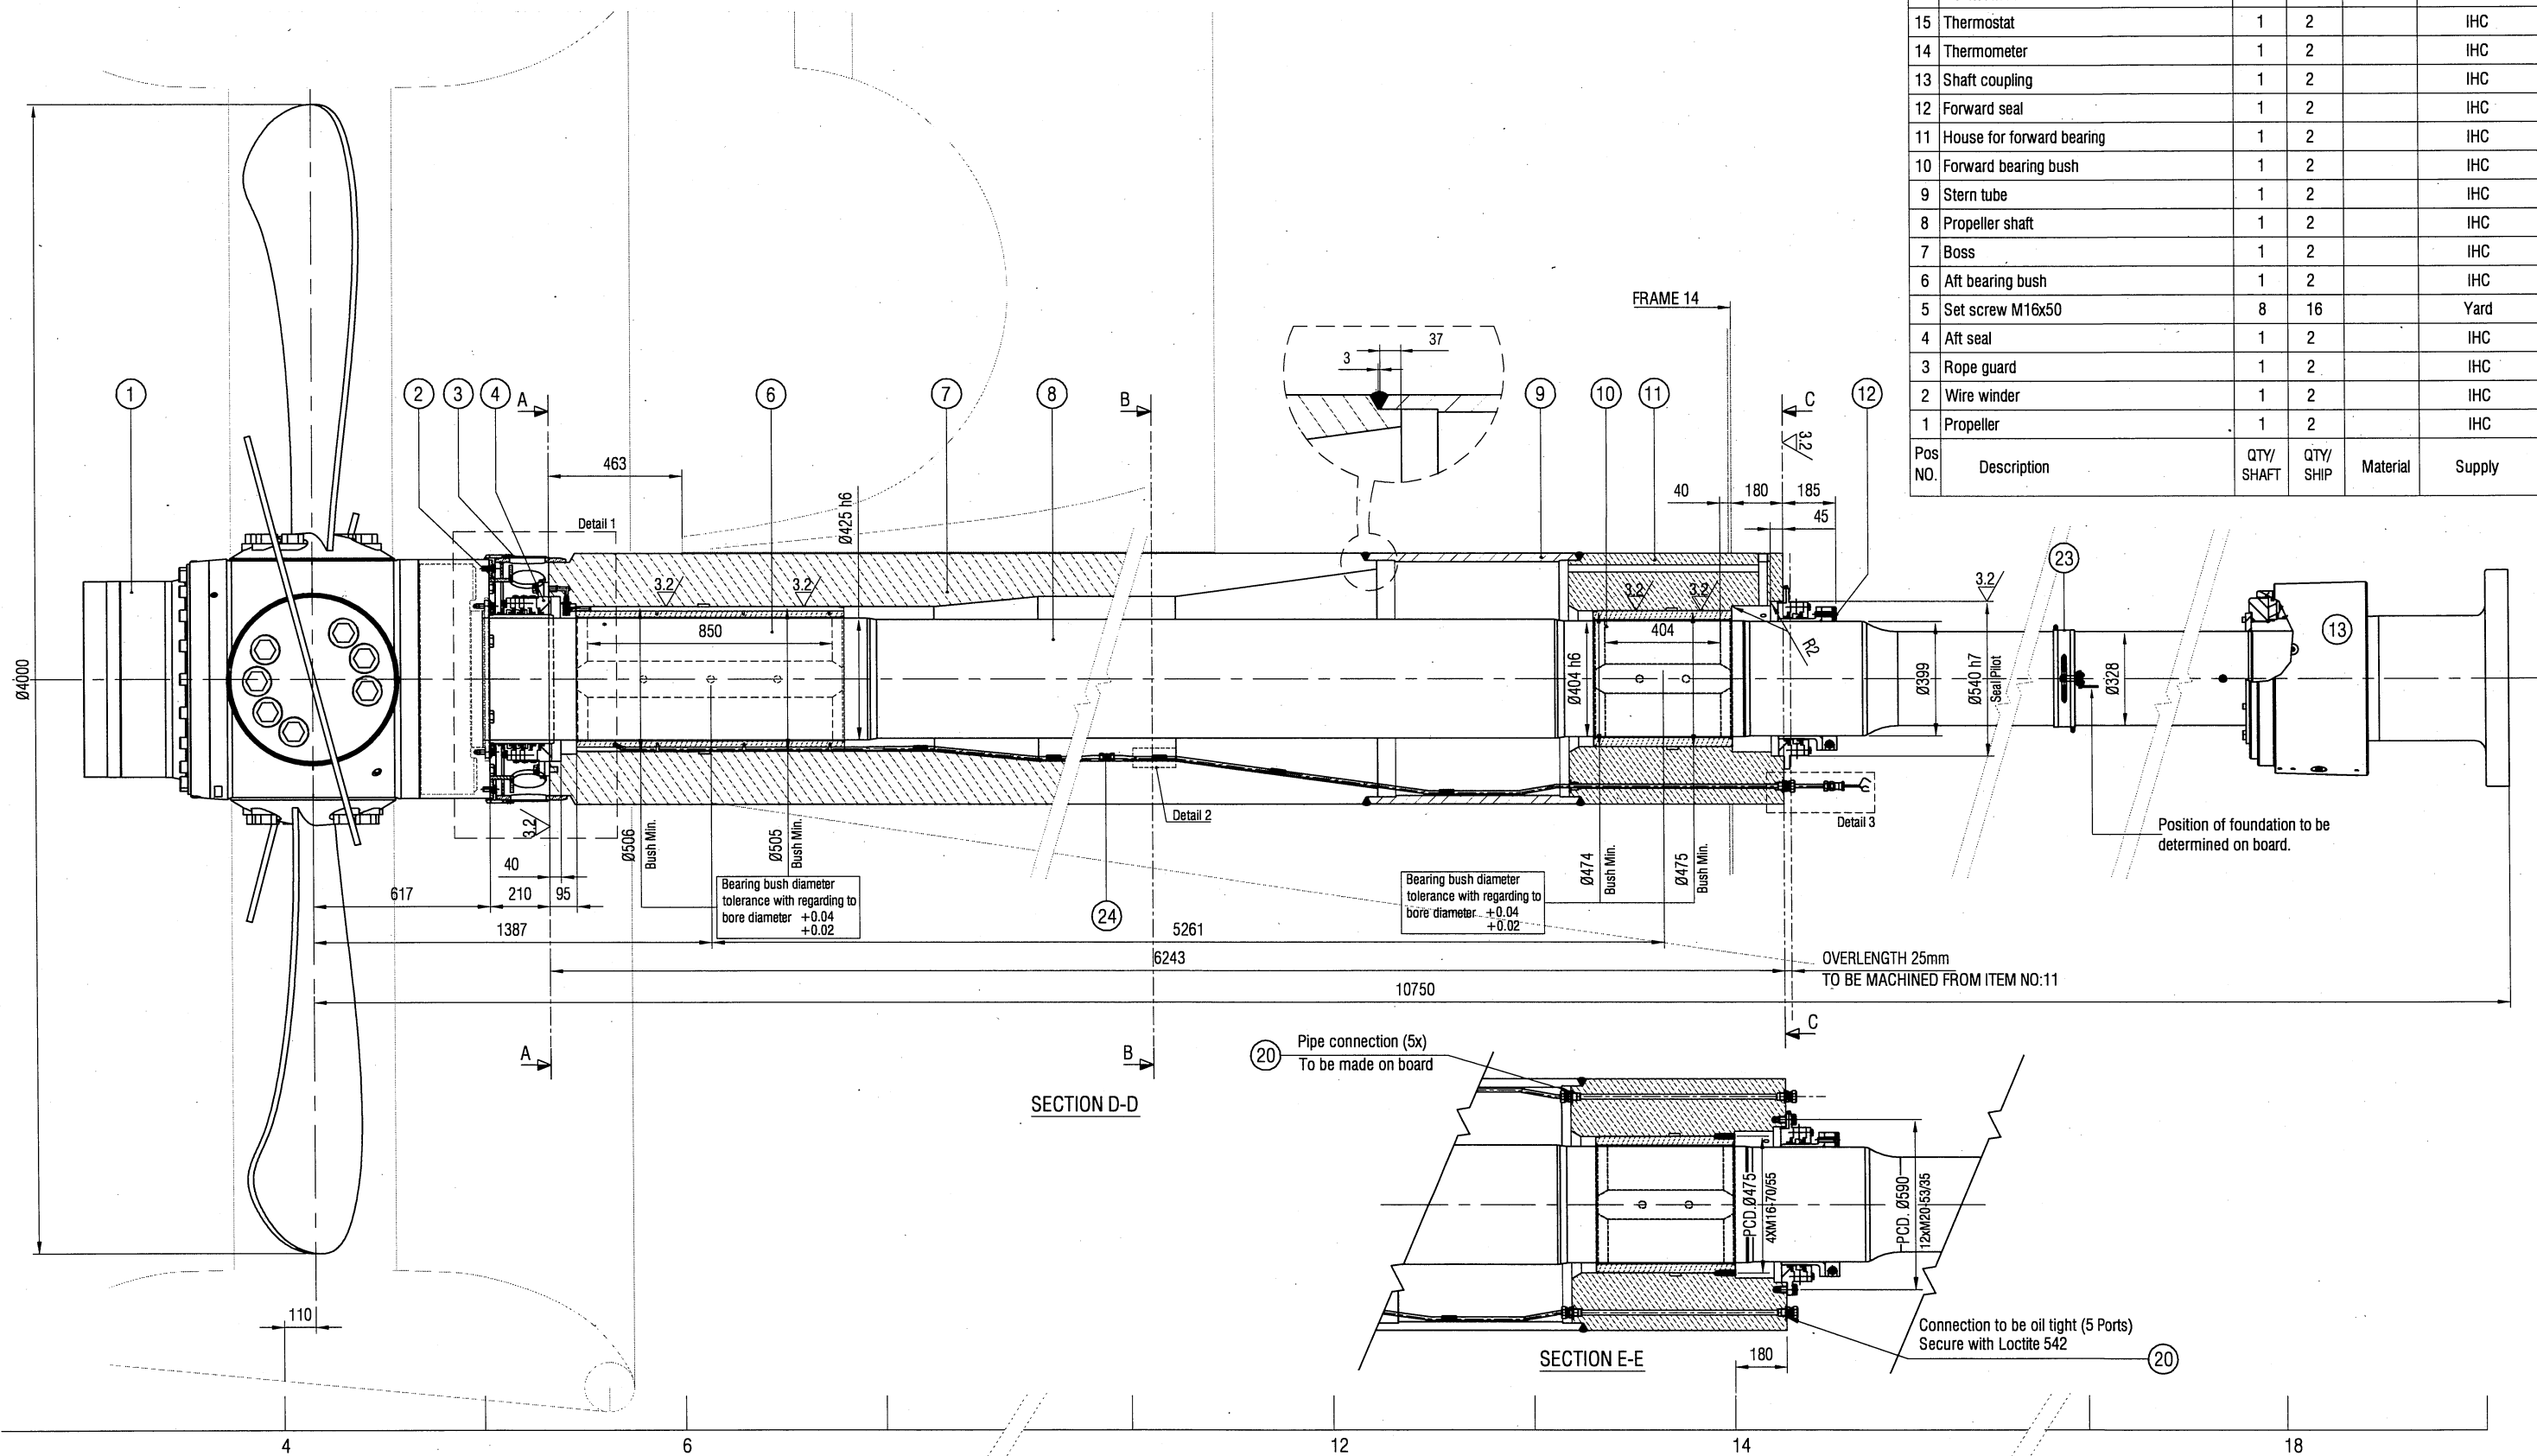 15 Thermostat 1 2 IHC
14 Thermometer 1 2 IHC
13 Shaft coupling 1 2 IHC
12 Forward seal 1 2 IHC
11 House for forward bearing 1 2 IHC
10 Forward bearing bush 1 2 IHC
9 Stern tube 1 2 IHC
8 Propeller shaft 1 2 IHC
7 Boss 1 2 IHC
6 Aft bearing bush 1 2 IHC
5 Set screw M16x50 8 16 Yard
4 Aft seal 1 2 IHC
3 Rope guard 1 2 IHC
2 Wire winder 1 2 IHC
1 Propeller 1 2 IHC
Pos NO. Description QTY/ SHAFT QTY/ SHIP Material Supply
FRAME 14
37
3
1
2
3
4
A
6
7
8
B
9
10
11
C
12
3.2
463
40
180
185
45
Detail 1
Ø425 h6
3.2
3.2
3.2
3.2
3.2
23
850
404
R2
13
Ø4000
Ø404 h6
Ø399
Ø540 h7
Seal Pilot
Ø328
Detail 2
Detail 3
3.2
Ø506
Bush Min.
Ø505
Bush Min.
Ø474
Bush Min.
Ø475
Bush Min.
Position of foundation to be
determined on board.
40
617
210
95
Bearing bush diameter
tolerance with regarding to
bore diameter +0.04
+0.02
Bearing bush diameter
tolerance with regarding to
bore diameter +0.04
+0.02
24
1387
5261
6243
OVERLENGTH 25mm
TO BE MACHINED FROM ITEM NO:11
10750
A
B
C
20
Pipe connection (5x)
To be made on board
SECTION D-D
PCD.Ø475
4XM16-70/55
PCD. Ø590
12xM20-53/35
110
Connection to be oil tight (5 Ports)
Secure with Loctite 542
20
SECTION E-E
180
4
6
12
14
18